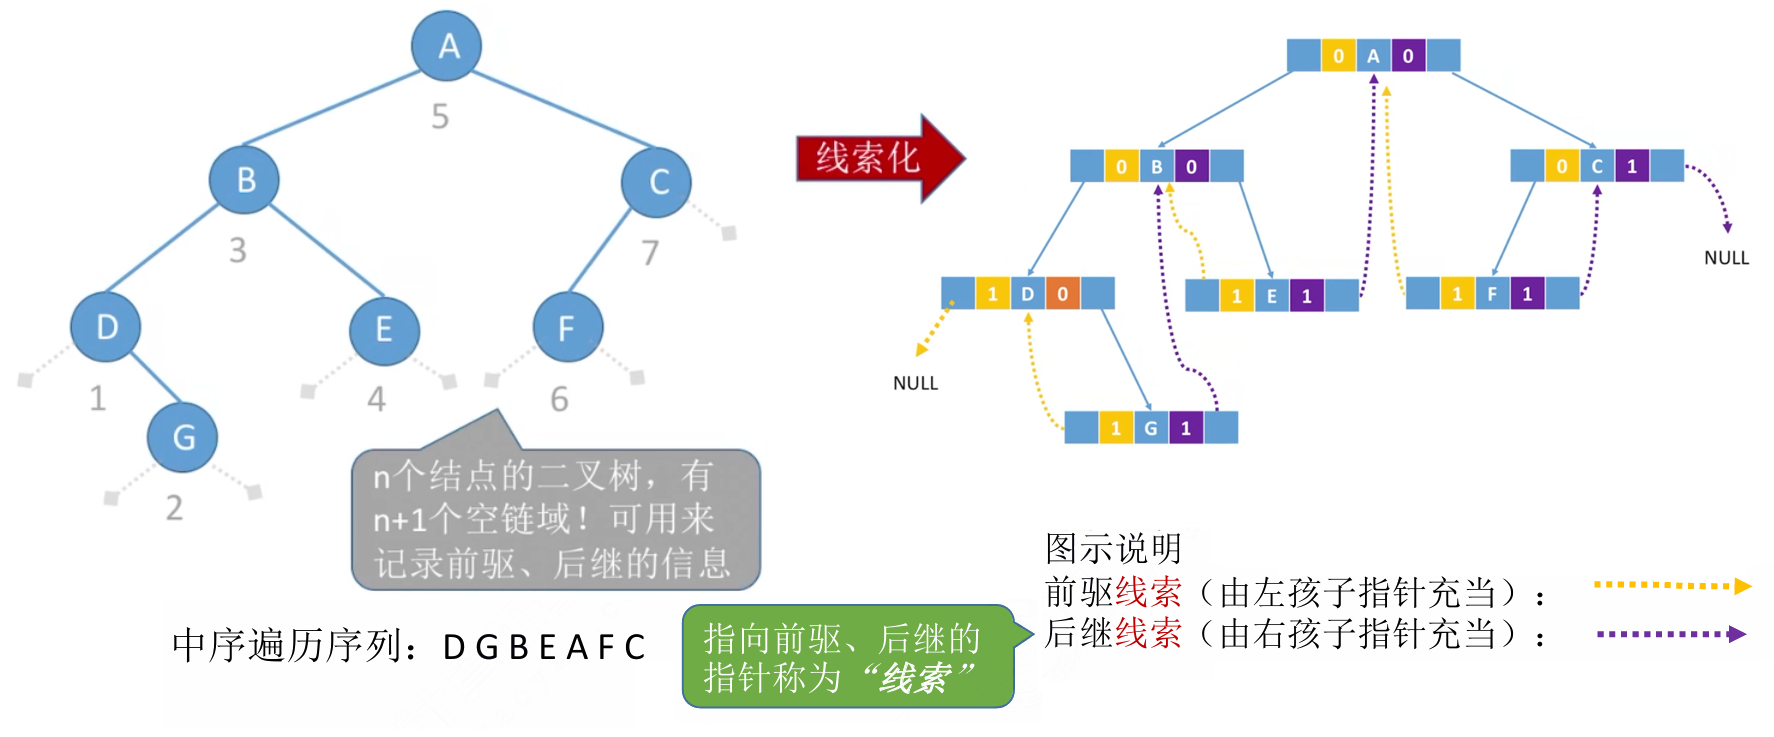 A
5
B
C
3
7
D
E
F
1
4
6
G
2
n个结点的二叉树，有
n+1个空链域！可用来
记录前驱、后继的信息
中序遍历序列：D G B E A F C
线索化
0 A 0
0 B 0
0 C 1
NULL
1 D 0
1 E 1
1 F 1
NULL
1 G 1
图示说明
前驱线索（由左孩子指针充当）：
后继线索（由右孩子指针充当）：
指向前驱、后继的
指针称为“线索”